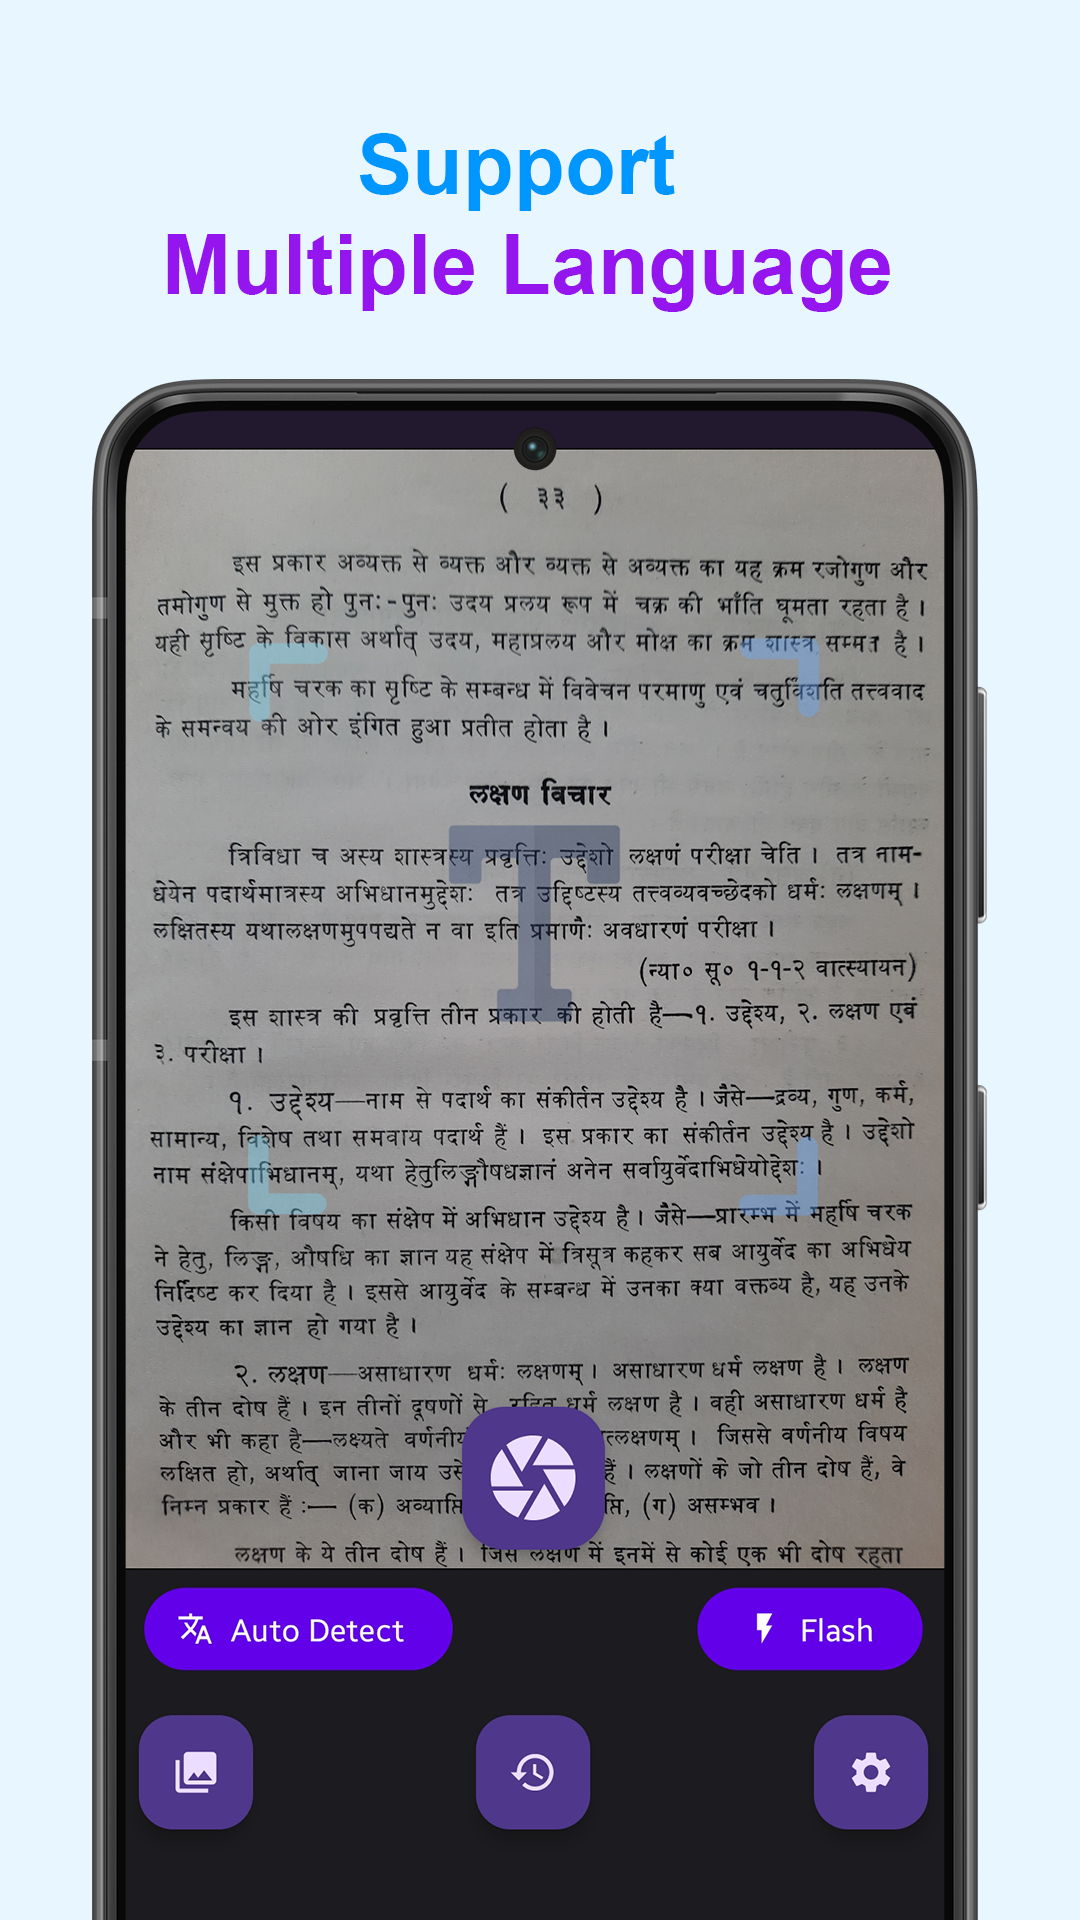 Support
Multiple Language
( ३३ )
इस प्रकार अव्यक्त से व्यक्त और व्यक्त से अव्यक्त का यह क्रम रजोगुण और
तमोगुण से मुक्त हो पुनः-पुनः उदय प्रलय रूप में चक्र की भाँति घूमता रहता है ।
यही सृष्टि के विकास अर्थात् उदय, महाप्रलय और मोक्ष का क्रम शास्त्र सम्मत है ।
महर्षि चरक का सृष्टि के सम्बन्ध में विवेचन परमाणु एवं चतुर्विंशति तत्त्ववाद
के समन्वय की ओर इंगित हुआ प्रतीत होता है ।
लक्षण विचार
त्रिविधा च अस्य शास्त्रस्य प्रवृत्तिः उद्देशो लक्षणं परीक्षा चेति । तत्र नाम-
धेयेन पदार्थमात्रस्य अभिधानमुद्देशः तत्र उद्दिष्टस्य तत्त्वव्यवच्छेदको धर्मः लक्षणम् ।
लक्षितस्य यथालक्षणमुपपद्यते न वा इति प्रमाणैः अवधारणं परीक्षा ।
(न्या० सू० १-१-२ वात्स्यायन)
इस शास्त्र की प्रवृत्ति तीन प्रकार की होती है—१. उद्देश्य, २. लक्षण एवं
३. परीक्षा ।
१. उद्देश्य—नाम से पदार्थ का संकीर्तन उद्देश्य है । जैसे—द्रव्य, गुण, कर्म,
सामान्य, विशेष तथा समवाय पदार्थ हैं । इस प्रकार का संकीर्तन उद्देश्य है । उद्देशो
नाम संक्षेपाभिधानम्, यथा हेतुलिङ्गौषधज्ञानं अनेन सर्वायुर्वेदाभिधेयोद्देशः ।
किसी विषय का संक्षेप में अभिधान उद्देश्य है । जैसे—प्रारम्भ में महर्षि चरक
ने हेतु, लिङ्ग, औषधि का ज्ञान यह संक्षेप में त्रिसूत्र कहकर सब आयुर्वेद का अभिधेय
निर्दिष्ट कर दिया है । इससे आयुर्वेद के सम्बन्ध में उनका क्या वक्तव्य है, यह उनके
उद्देश्य का ज्ञान हो गया है ।
२. लक्षण—असाधारण धर्मः लक्षणम् । असाधारण धर्म लक्षण है । लक्षण
के तीन दोष हैं । इन तीनों दूषणों से रहित धर्म लक्षण है । वही असाधारण धर्म है
और भी कहा है—लक्ष्यते वर्णनीय त्लक्षणम् । जिससे वर्णनीय विषय
लक्षित हो, अर्थात् जाना जाय उसे हैं । लक्षणों के जो तीन दोष हैं, वे
निम्न प्रकार हैं :— (क) अव्याप्ति प्ति, (ग) असम्भव ।
लक्षण के ये तीन दोष हैं । जिस लक्षण में इनमें से कोई एक भी दोष रहता
Auto Detect
Flash